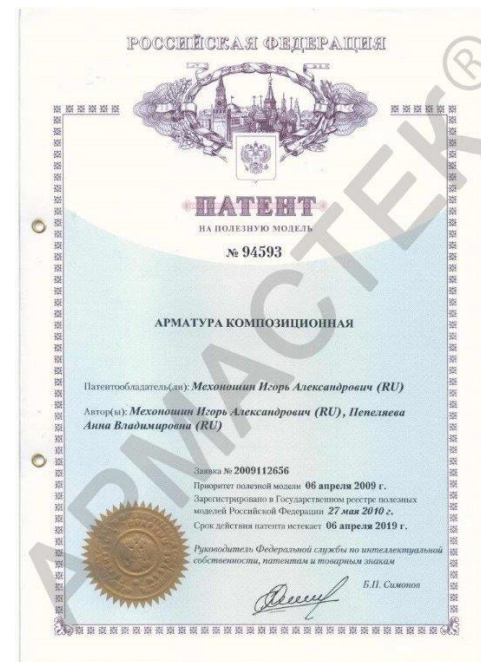 РОССИЙСКАЯ ФЕДЕРАЦИЯ
ПАТЕНТ
НА ПОЛЕЗНУЮ МОДЕЛЬ
№ 94593
АРМАТУРА КОМПОЗИЦИОННАЯ
Патентообладатель(ли): Мехоношин Игорь Александрович (RU)
Автор(ы): Мехоношин Игорь Александрович (RU), Пепеляева
Анна Владимировна (RU)
Заявка № 2009112656
Приоритет полезной модели 06 апреля 2009 г.
Зарегистрировано в Государственном реестре полезных
моделей Российской Федерации 27 мая 2010 г.
Срок действия патента истекает 06 апреля 2019 г.
Руководитель Федеральной службы по интеллектуальной
собственности, патентам и товарным знакам
Б.П. Симонов
АРМАСТЕК®